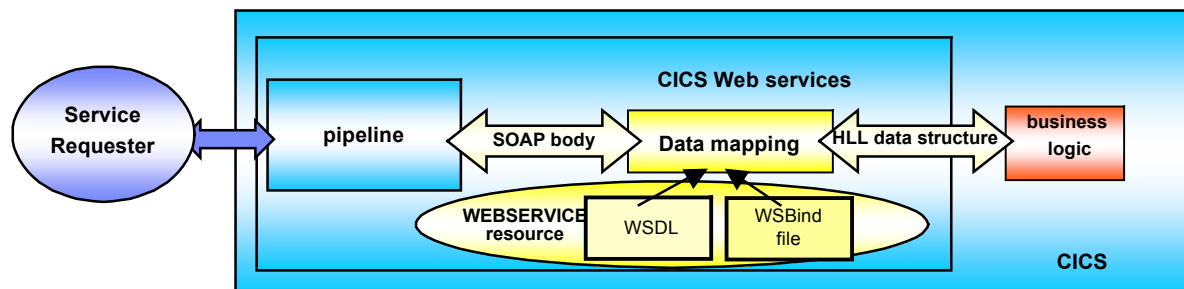 CICS Web services
Service
Requester
pipeline
SOAP body
Data mapping
HLL data structure
business
logic
WEBSERVICE
resource
WSDL
WSBind
file
CICS